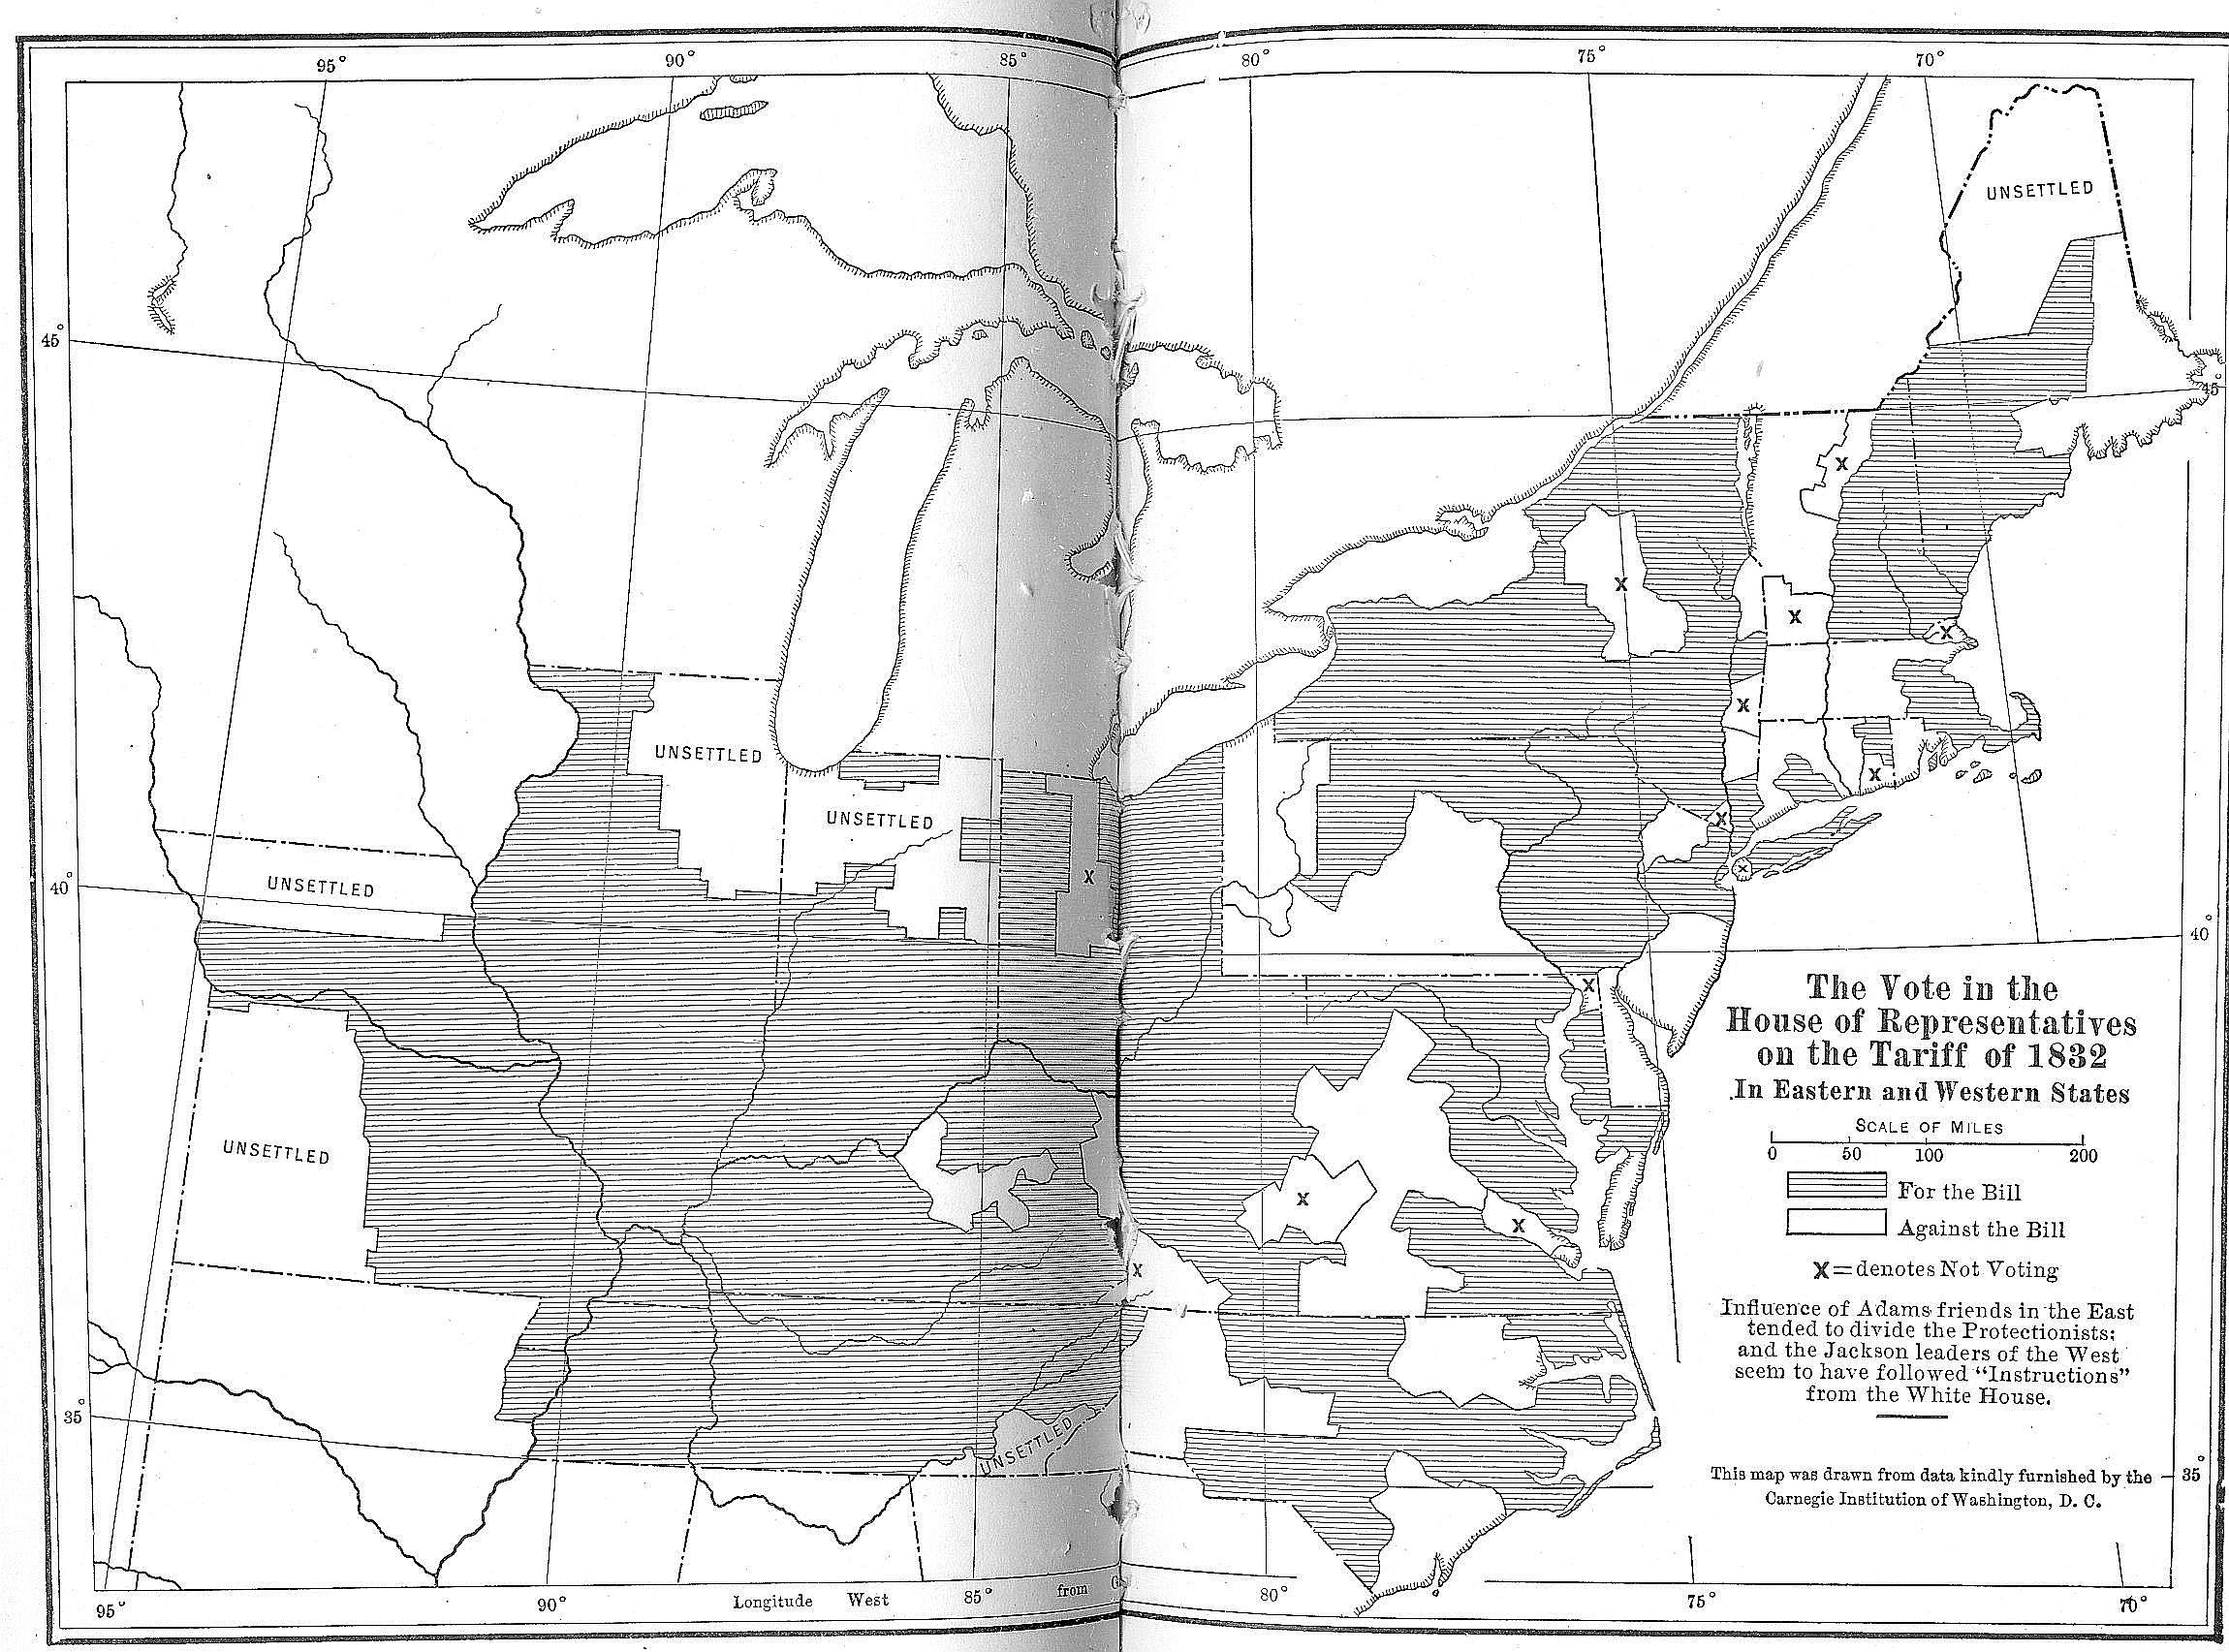 95°
90°
85°
80°
75°
70°
UNSETTLED
45°
45°
UNSETTLED
X
X
X
X
X
UNSETTLED
X
UNSETTLED
X
X
X
UNSETTLED
X
40°
40°
X
The Vote in the
House of Representatives
on the Tariff of 1832
In Eastern and Western States
SCALE OF MILES
0 50 100 200
UNSETTLED
For the Bill
X
X
Against the Bill
X
X=denotes Not Voting
Influence of Adams friends in the East
tended to divide the Protectionists:
and the Jackson leaders of the West
seem to have followed “Instructions”
from the White House.
35°
UNSETTLED
35°
This map was drawn from data kindly furnished by the
Carnegie Institution of Washington, D. C.
95°
90°
Longitude West
85°
from
80°
75°
70°